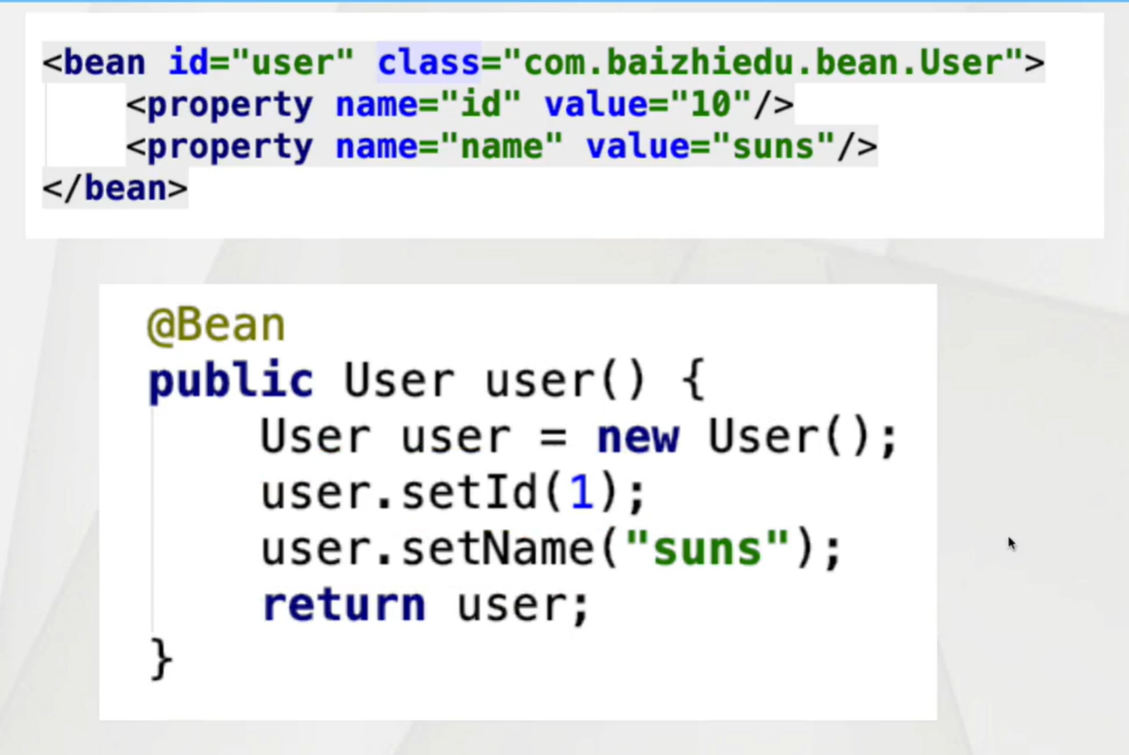 <bean id="user" class="com.baizhiedu.bean.User">
    <property name="id" value="10"/>
    <property name="name" value="suns"/>
</bean>
@Bean
public User user() {
    User user = new User();
    user.setId(1);
    user.setName("suns");
    return user;
}